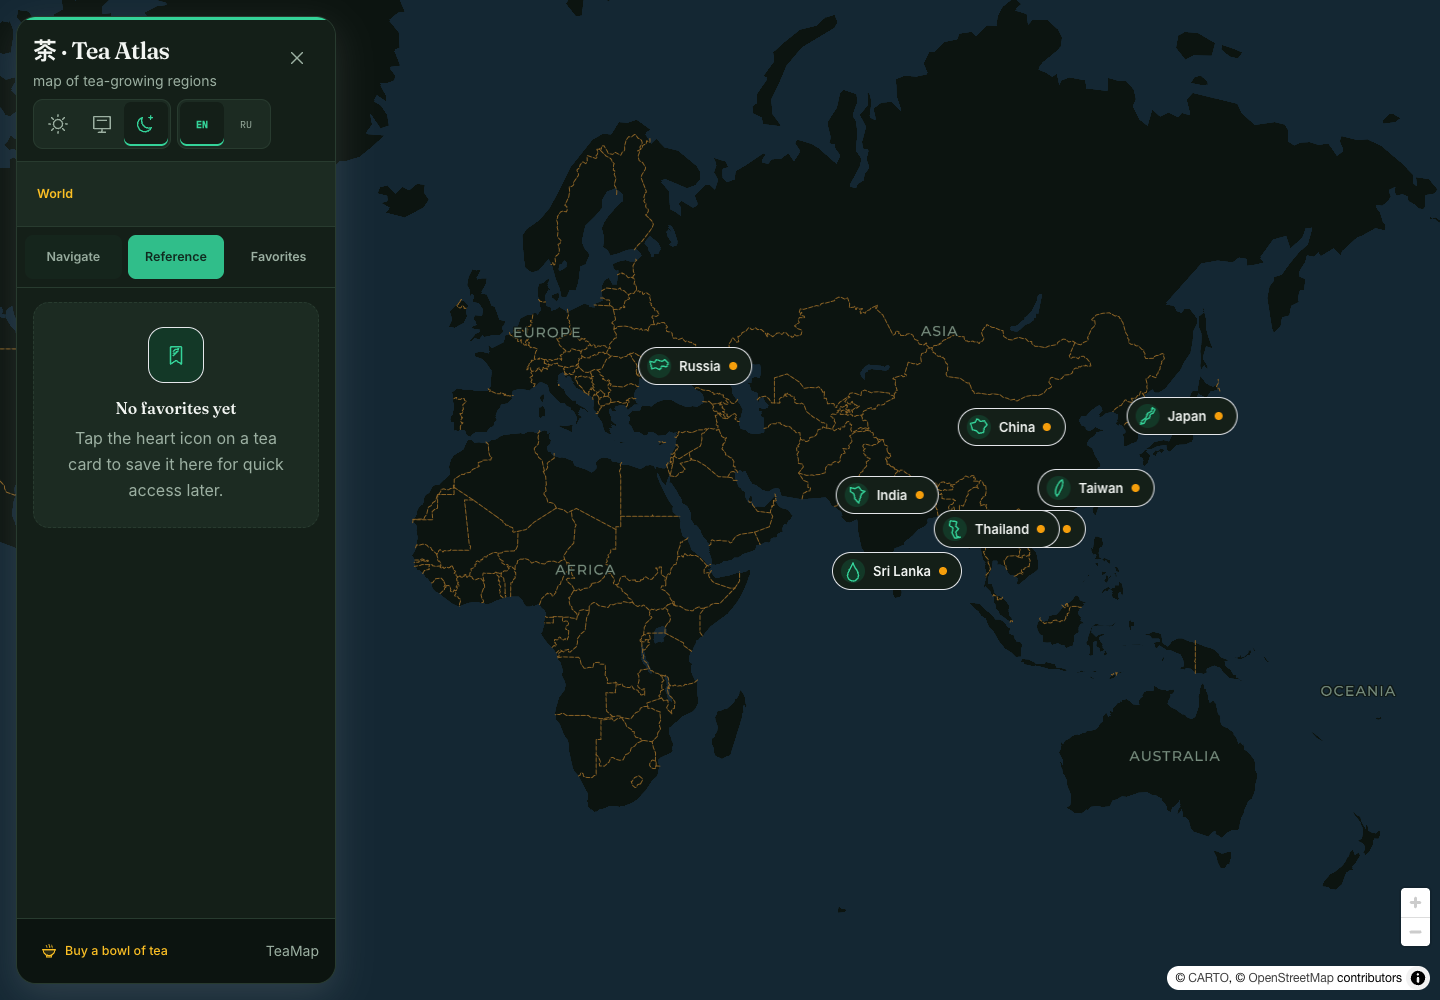 茶 · Tea Atlas
map of tea-growing regions
EN
RU
World
Navigate
Reference
Favorites
No favorites yet
Tap the heart icon on a tea
card to save it here for quick
access later.
Buy a bowl of tea
TeaMap
EUROPE
ASIA
Russia
Japan
China
Taiwan
India
Thailand
Sri Lanka
AFRICA
OCEANIA
AUSTRALIA
+
−
© CARTO, © OpenStreetMap contributors